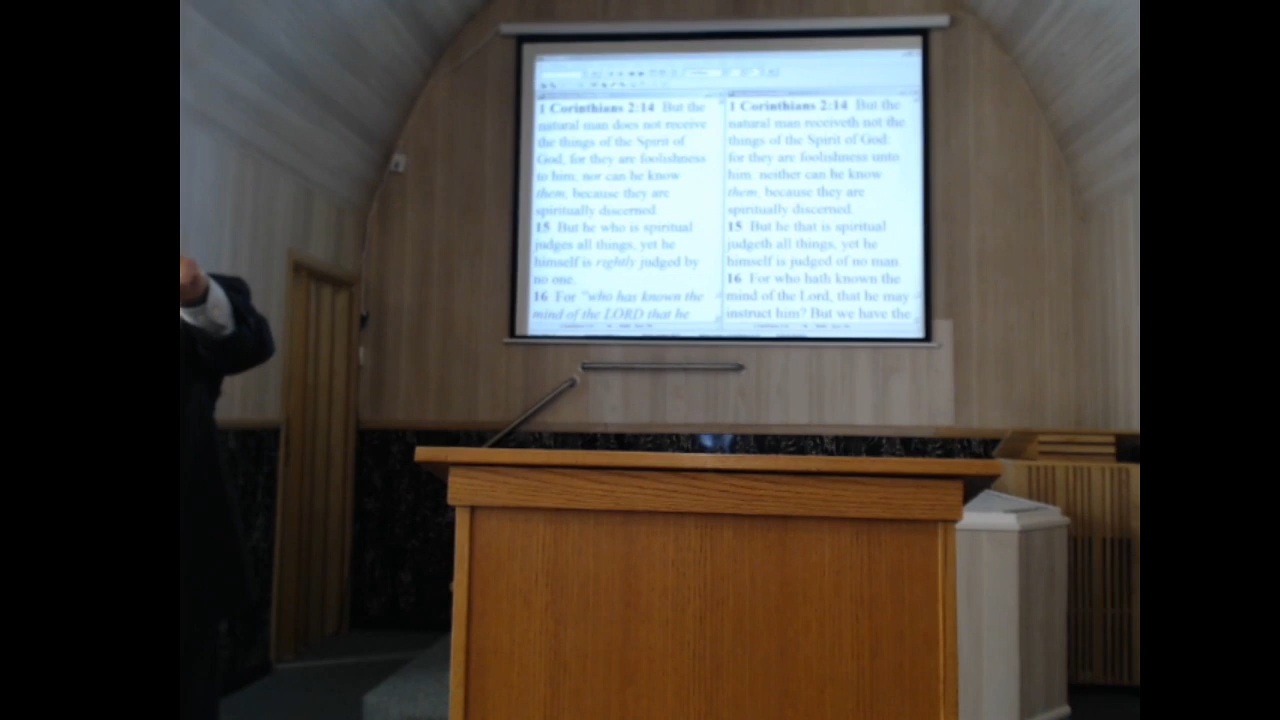 1 Corinthians 2:14 But the
natural man does not receive
the things of the Spirit of
God, for they are foolishness
to him; nor can he know
them, because they are
spiritually discerned.
15 But he who is spiritual
judges all things, yet he
himself is rightly judged by
no one.
16 For "who has known the
mind of the LORD that he
1 Corinthians 2:14 But the
natural man receiveth not the
things of the Spirit of God:
for they are foolishness unto
him: neither can he know
them, because they are
spiritually discerned.
15 But he that is spiritual
judgeth all things, yet he
himself is judged of no man.
16 For who hath known the
mind of the Lord, that he may
instruct him? But we have the